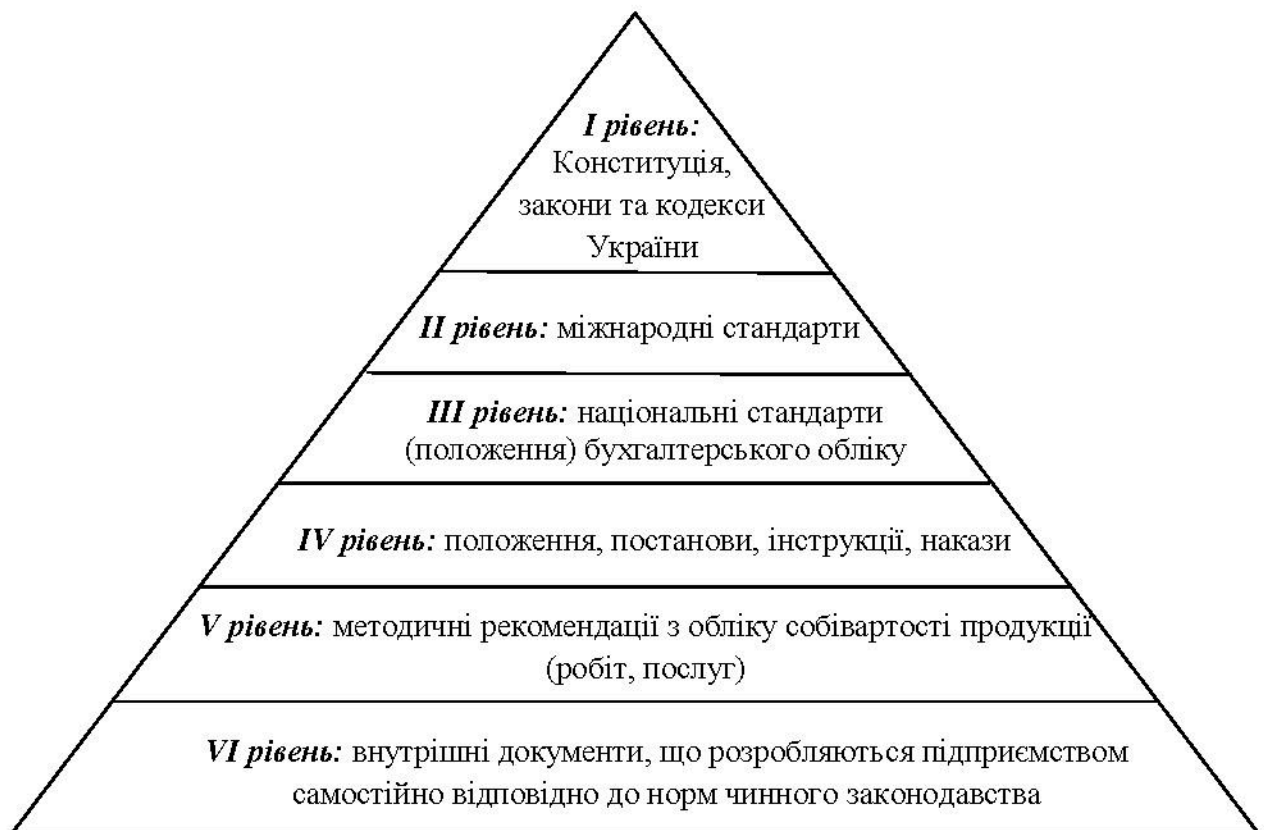 I рівень:
Конституція,
закони та кодекси
України
II рівень: міжнародні стандарти
III рівень: національні стандарти
(положення) бухгалтерського обліку
IV рівень: положення, постанови, інструкції, накази
V рівень: методичні рекомендації з обліку собівартості продукції
(робіт, послуг)
VI рівень: внутрішні документи, що розробляються підприємством
самостійно відповідно до норм чинного законодавства